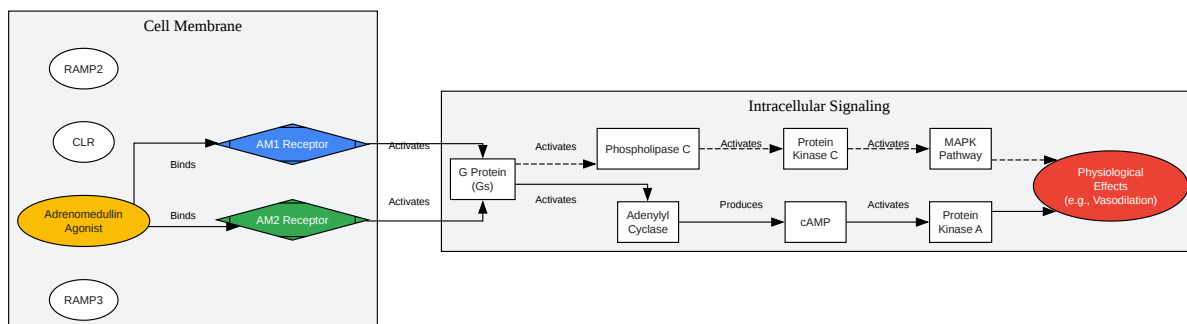 Cell Membrane
RAMP2
CLR
AM1 Receptor
Binds
Adrenomedullin
Agonist
Binds
AM2 Receptor
RAMP3
Activates
Activates
Intracellular Signaling
G Protein
(Gs)
Activates
Phospholipase C
Activates
Protein
Kinase C
Activates
MAPK
Pathway
Activates
Adenylyl
Cyclase
Produces
cAMP
Activates
Protein
Kinase A
Physiological
Effects
(e.g., Vasodilation)